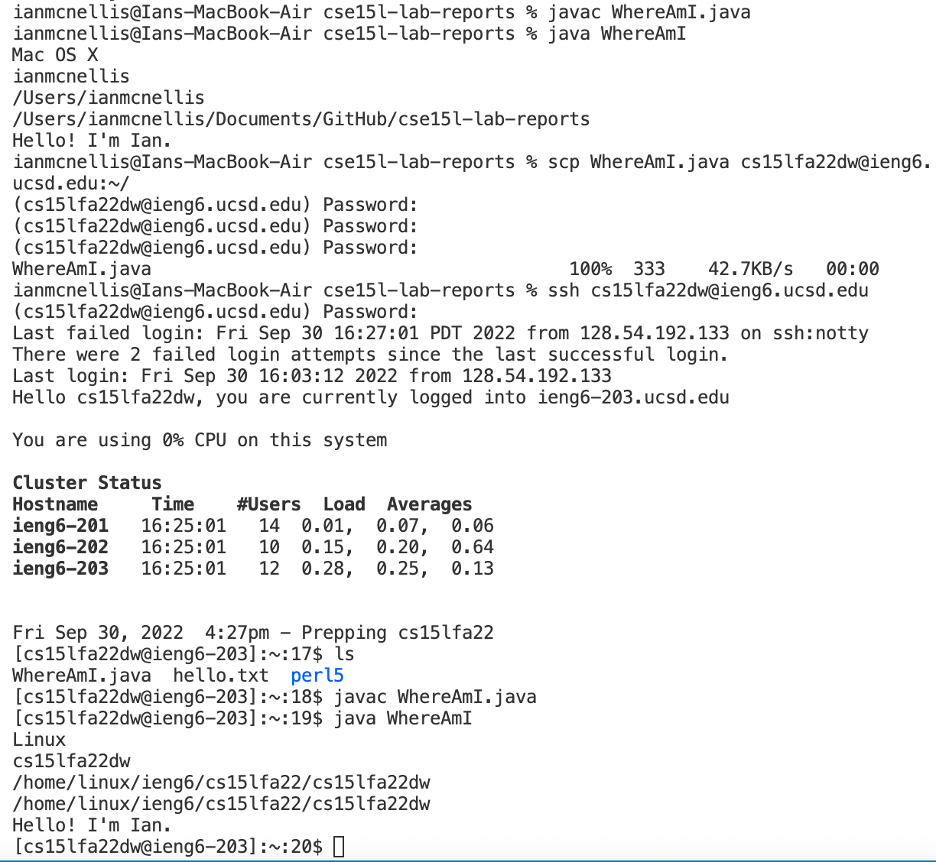 ianmcnellis@Ians-MacBook-Air cse15l-lab-reports % javac WhereAmI.java
ianmcnellis@Ians-MacBook-Air cse15l-lab-reports % java WhereAmI
Mac OS X
ianmcnellis
/Users/ianmcnellis
/Users/ianmcnellis/Documents/GitHub/cse15l-lab-reports
Hello! I'm Ian.
ianmcnellis@Ians-MacBook-Air cse15l-lab-reports % scp WhereAmI.java cs15lfa22dw@ieng6.
ucsd.edu:~/
(cs15lfa22dw@ieng6.ucsd.edu) Password:
(cs15lfa22dw@ieng6.ucsd.edu) Password:
(cs15lfa22dw@ieng6.ucsd.edu) Password:
WhereAmI.java                                       100%  333    42.7KB/s   00:00
ianmcnellis@Ians-MacBook-Air cse15l-lab-reports % ssh cs15lfa22dw@ieng6.ucsd.edu
(cs15lfa22dw@ieng6.ucsd.edu) Password:
Last failed login: Fri Sep 30 16:27:01 PDT 2022 from 128.54.192.133 on ssh:notty
There were 2 failed login attempts since the last successful login.
Last login: Fri Sep 30 16:03:12 2022 from 128.54.192.133
Hello cs15lfa22dw, you are currently logged into ieng6-203.ucsd.edu
You are using 0% CPU on this system
Cluster Status
Hostname     Time    #Users  Load  Averages
ieng6-201   16:25:01   14  0.01,  0.07,  0.06
ieng6-202   16:25:01   10  0.15,  0.20,  0.64
ieng6-203   16:25:01   12  0.28,  0.25,  0.13
Fri Sep 30, 2022  4:27pm - Prepping cs15lfa22
[cs15lfa22dw@ieng6-203]:~:17$ ls
WhereAmI.java  hello.txt  perl5
[cs15lfa22dw@ieng6-203]:~:18$ javac WhereAmI.java
[cs15lfa22dw@ieng6-203]:~:19$ java WhereAmI
Linux
cs15lfa22dw
/home/linux/ieng6/cs15lfa22/cs15lfa22dw
/home/linux/ieng6/cs15lfa22/cs15lfa22dw
Hello! I'm Ian.
[cs15lfa22dw@ieng6-203]:~:20$